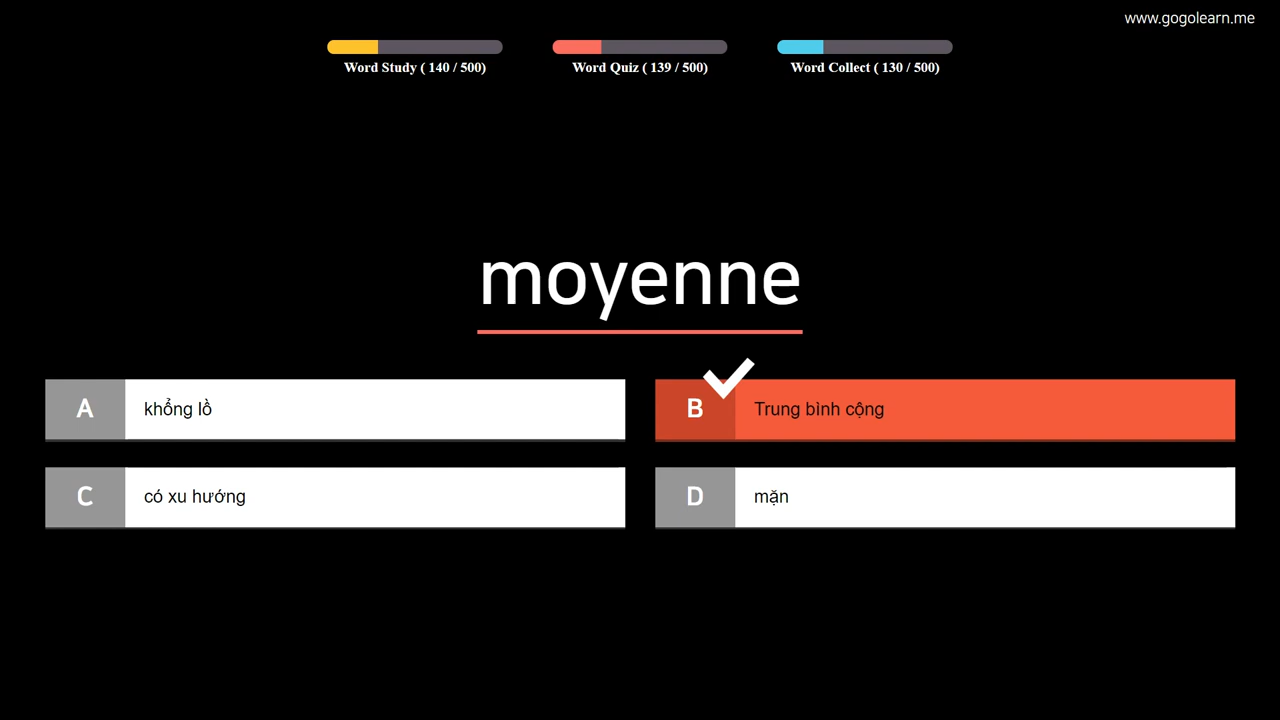 www.gogolearn.me
Word Study ( 140 / 500)
Word Quiz ( 139 / 500)
Word Collect ( 130 / 500)
moyenne
A khổng lồ
B Trung bình cộng
C có xu hướng
D mặn